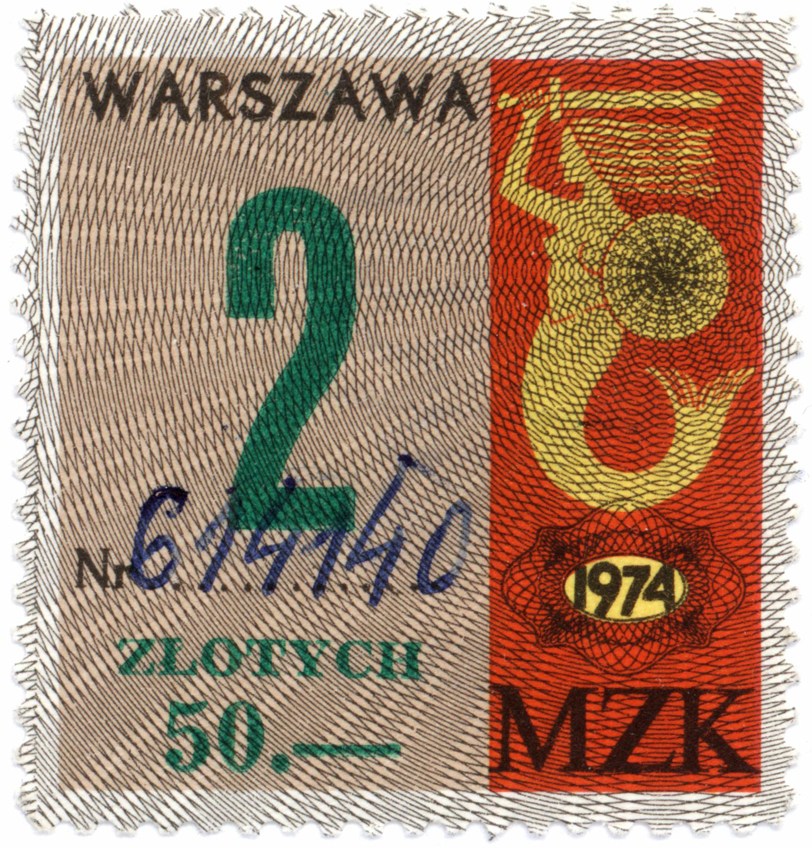 WARSZAWA
2
Nr 614140
ZŁOTYCH
50.—
1974
MZK